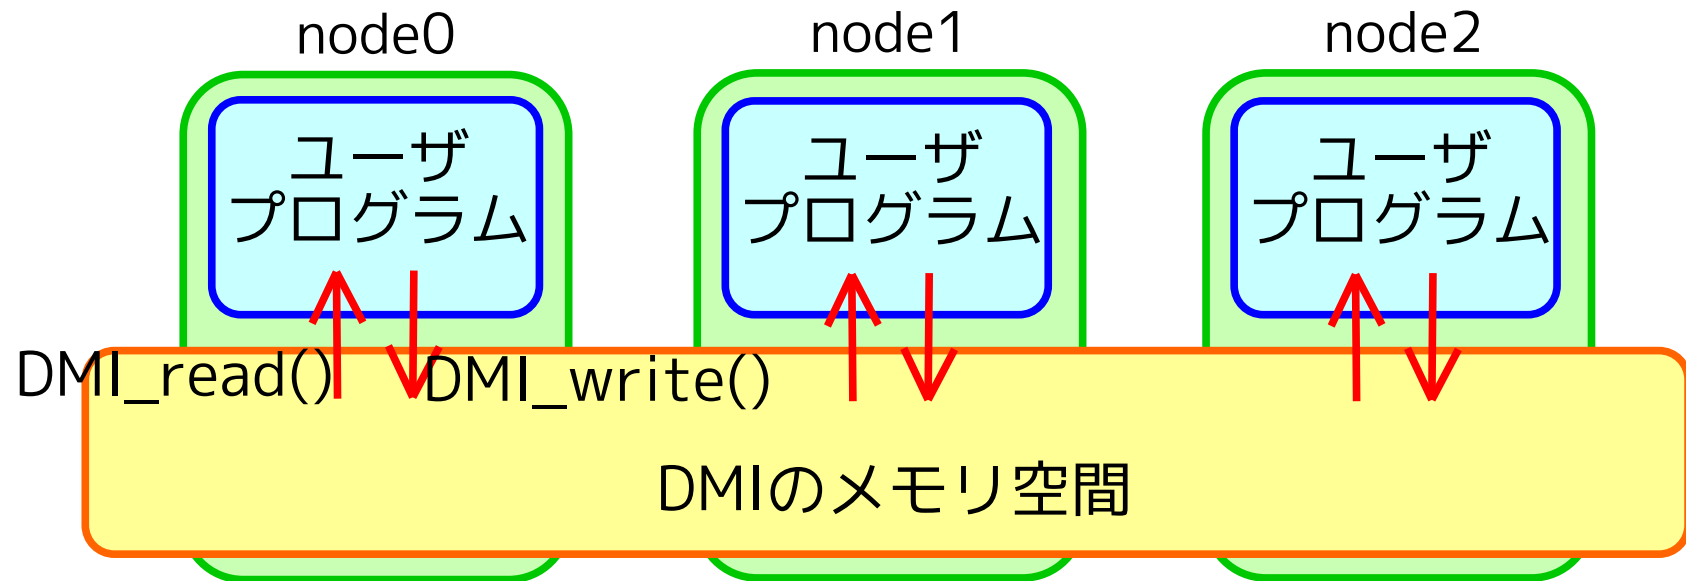 node0
node1
node2
ユーザ
プログラム
ユーザ
プログラム
ユーザ
プログラム
DMI_read()
DMI_write()
DMIのメモリ空間